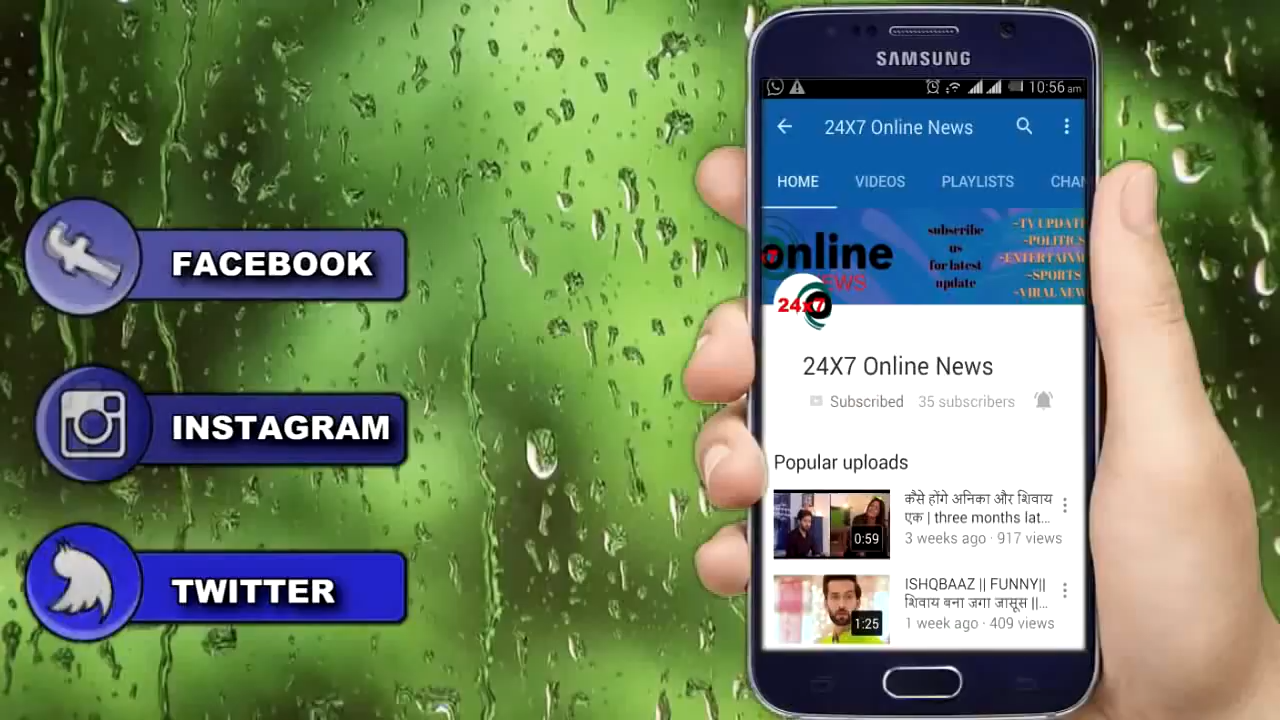 FACEBOOK
INSTAGRAM
TWITTER
SAMSUNG
10:56 am
24X7 Online News
HOME VIDEOS PLAYLISTS CHAN
online
NEWS
subscribe
us
for latest
update
~TV UPDATE
~POLITICS
~ENTERTAINM
~SPORTS
~VIRAL NEW
24x7
24X7 Online News
Subscribed 35 subscribers
Popular uploads
0:59
कैसे होंगे अनिका और शिवाय
एक | three months lat...
3 weeks ago · 917 views
1:25
ISHQBAAZ || FUNNY||
शिवाय बना जगा जासूस ||...
1 week ago · 409 views